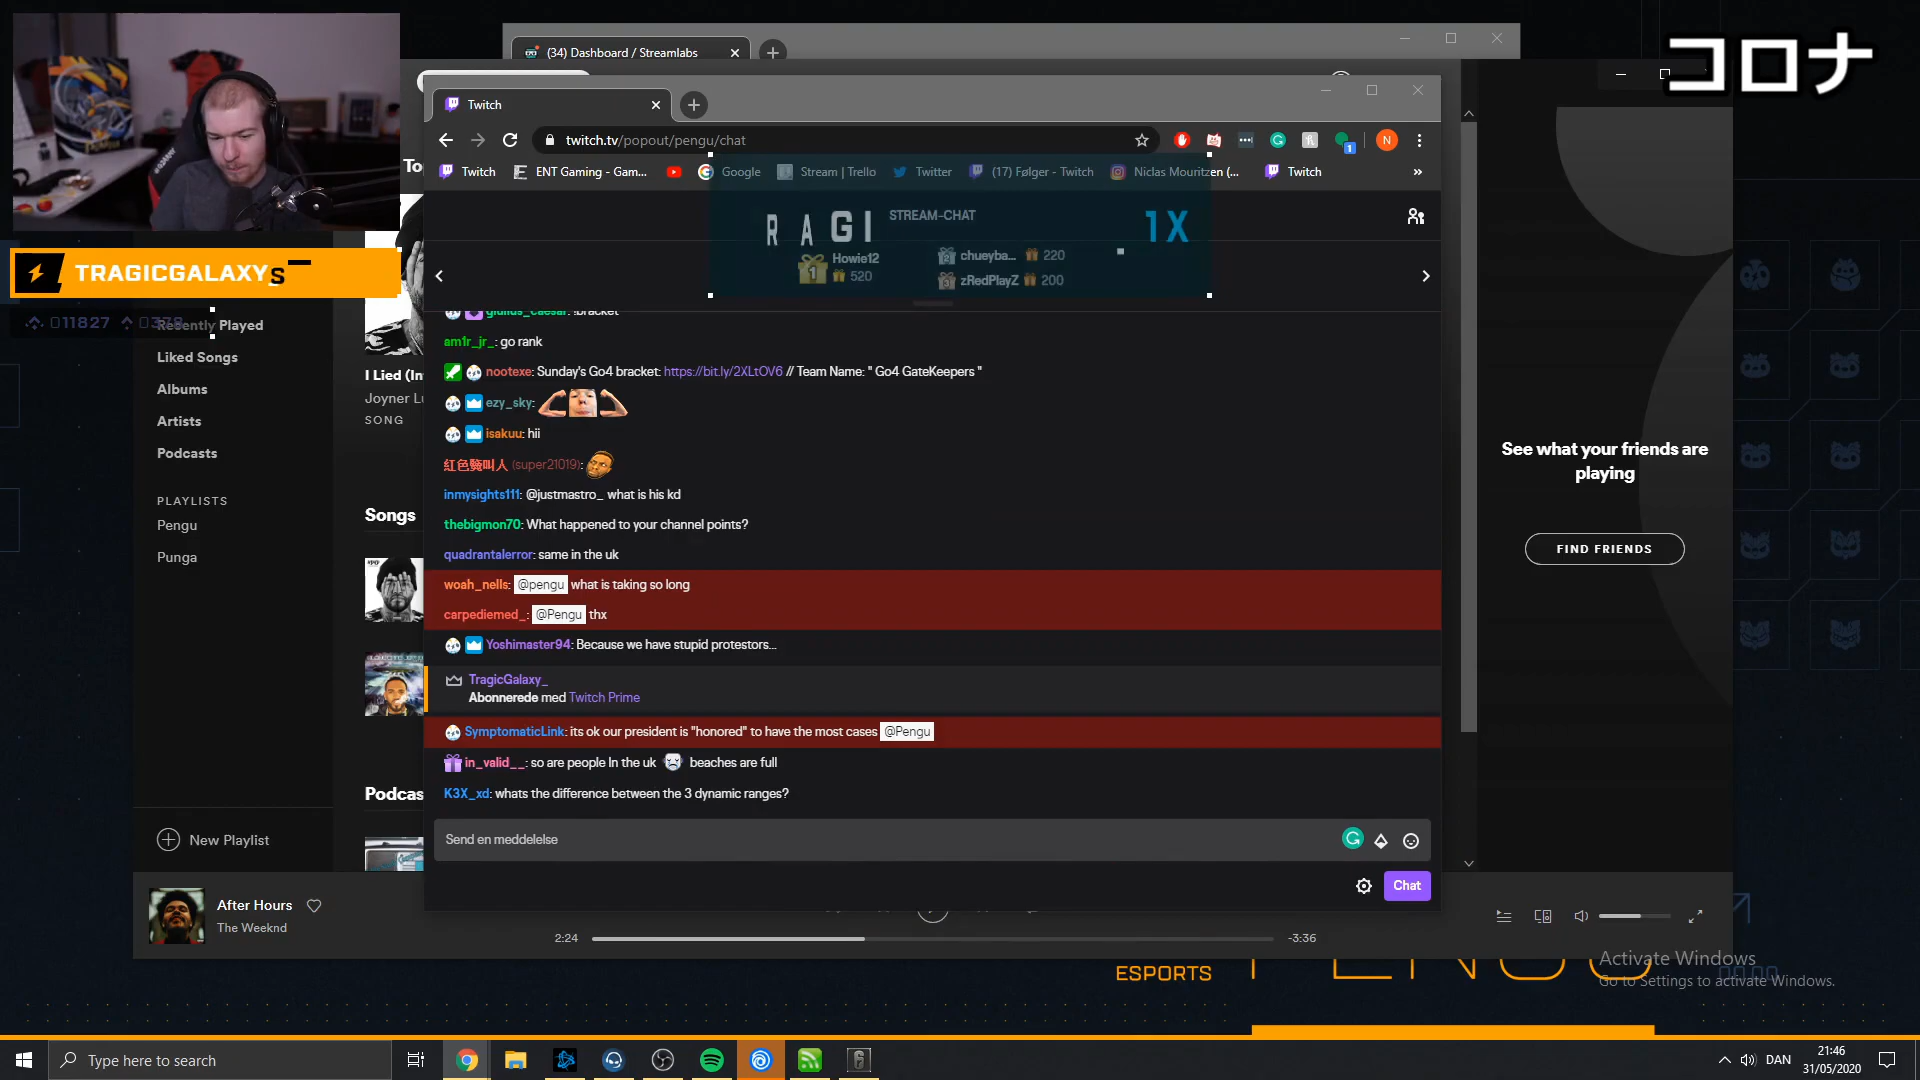 (34) Dashboard / Streamlabs
コロナ
Twitch
twitch.tv/popout/pengu/chat
Twitch
ENT Gaming - Gam...
Google
Stream | Trello
Twitter
(17) Følger - Twitch
Niclas Mouritzen (...
Twitch
»
RAGI
STREAM-CHAT
1X
Howie12
520
chueyba...
220
zRedPlayZ
200
TRAGICGALAXY
11827
Recently Played
Liked Songs
Albums
Artists
Podcasts
PLAYLISTS
Pengu
Punga
New Playlist
I Lied (In
Joyner Lu
SONG
Songs
Podcas
giulius_caesar: !bracket
am1r_jr_: go rank
nootexe: Sunday's Go4 bracket: https://bit.ly/2XLtOV6 // Team Name: " Go4 GateKeepers "
ezy_sky:
isakuu: hii
(super21019):
inmysights111: @justmastro_ what is his kd
thebigmon70: What happened to your channel points?
quadrantalerror: same in the uk
woah_nells: @pengu what is taking so long
carpediemed_: @Pengu thx
Yoshimaster94: Because we have stupid protestors...
TragicGalaxy_
Abonnerede med Twitch Prime
SymptomaticLink: its ok our president is "honored" to have the most cases @Pengu
in_valid__: so are people In the uk beaches are full
K3X_xd: whats the difference between the 3 dynamic ranges?
Send en meddelelse
Chat
See what your friends are
playing
FIND FRIENDS
After Hours
The Weeknd
2:24
-3:36
ESPORTS
Activate Windows
Go to Settings to activate Windows.
Type here to search
DAN
21:46
31/05/2020